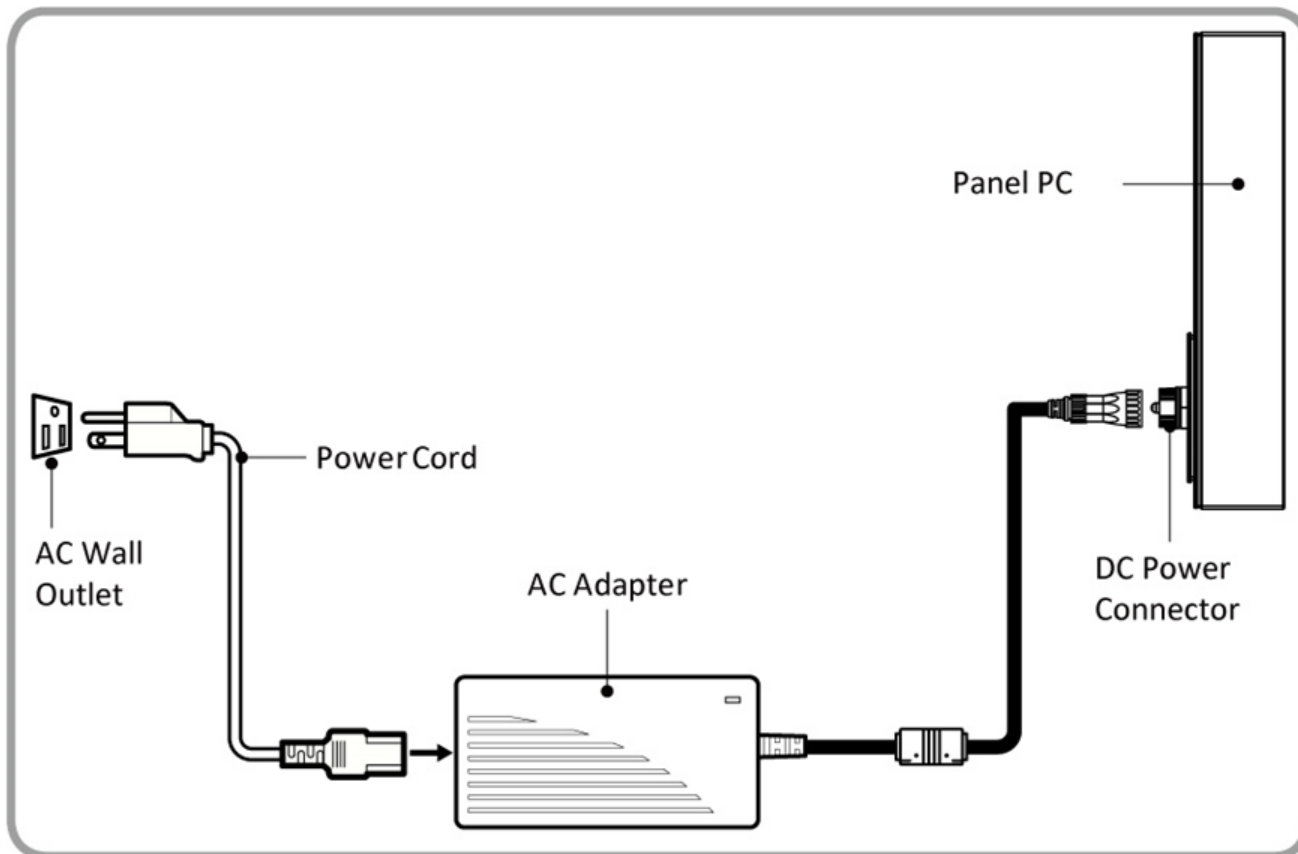 Panel PC
Power Cord
AC Wall
Outlet
AC Adapter
DC Power
Connector